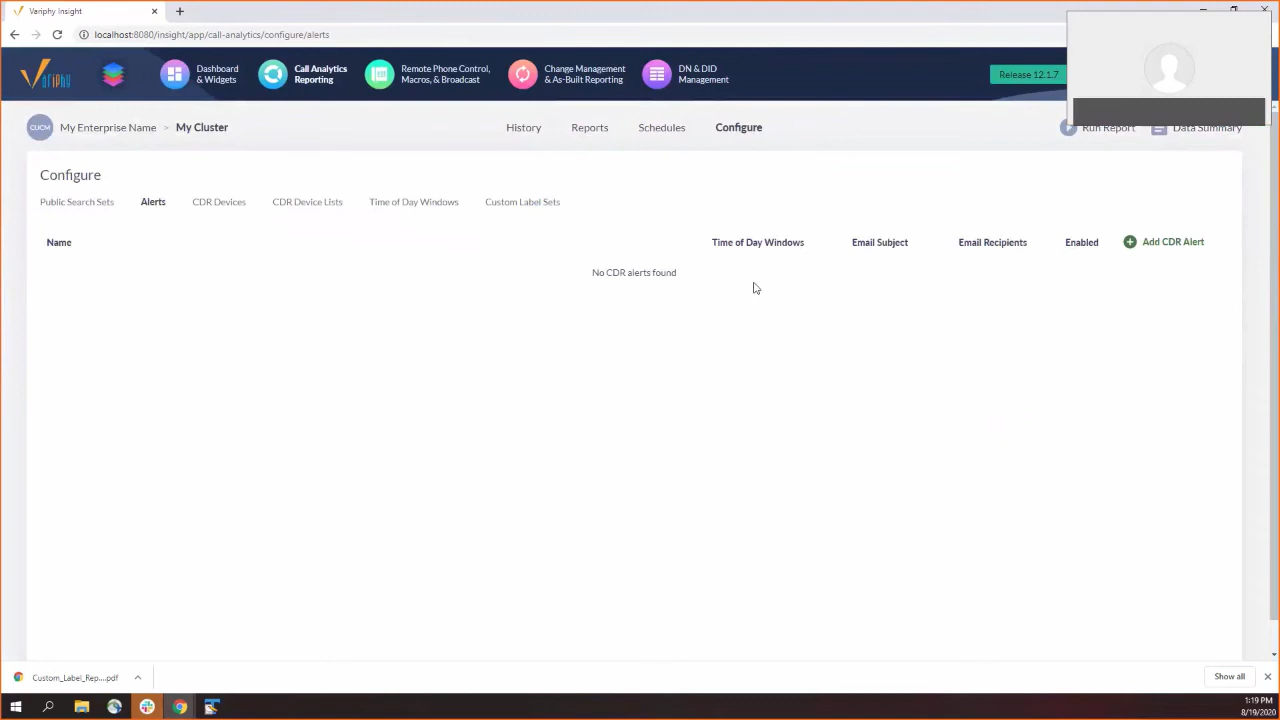 Variphy Insight
localhost:8080/insight/app/call-analytics/configure/alerts
Variphy
Dashboard
& Widgets
Call Analytics
Reporting
Remote Phone Control,
Macros, & Broadcast
Change Management
& As-Built Reporting
DN & DID
Management
Release 12.1.7
CUCM
My Enterprise Name > My Cluster
History
Reports
Schedules
Configure
Run Report
Data Summary
Configure
Public Search Sets
Alerts
CDR Devices
CDR Device Lists
Time of Day Windows
Custom Label Sets
Name
Time of Day Windows
Email Subject
Email Recipients
Enabled
Add CDR Alert
No CDR alerts found
Custom_Label_Rep....pdf
Show all
1:19 PM
8/19/2020